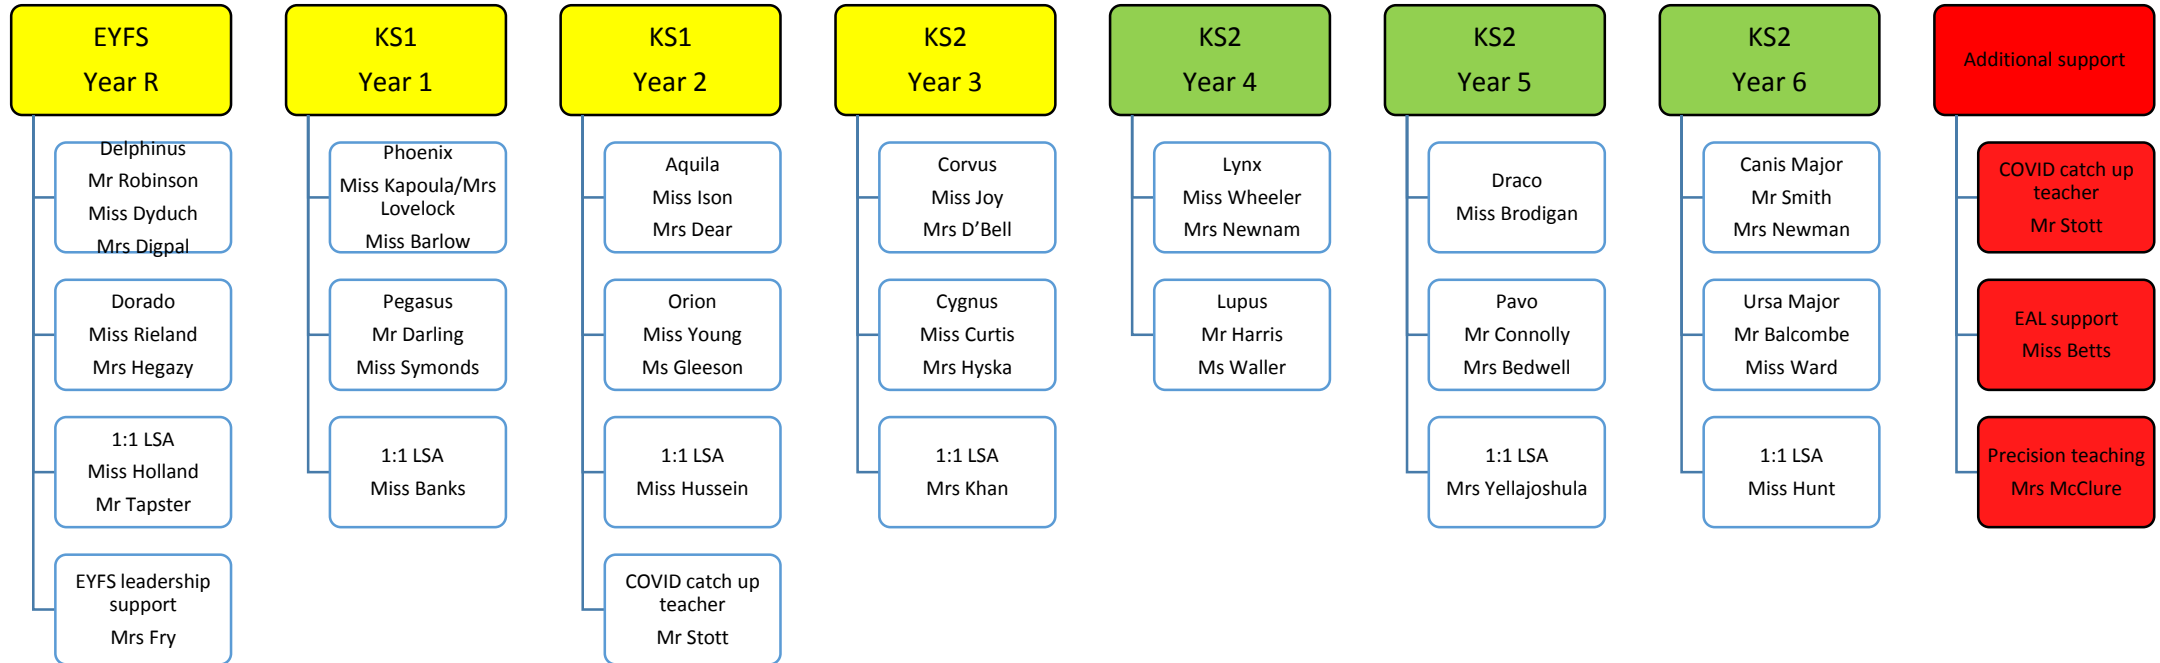 EYFS
Year R
Delphinus
Mr Robinson
Miss Dyduch
Mrs Digpal
Dorado
Miss Rieland
Mrs Hegazy
1:1 LSA
Miss Holland
Mr Tapster
EYFS leadership
support
Mrs Fry
KS1
Year 1
Phoenix
Miss Kapoula/Mrs
Lovelock
Miss Barlow
Pegasus
Mr Darling
Miss Symonds
1:1 LSA
Miss Banks
KS1
Year 2
Aquila
Miss Ison
Mrs Dear
Orion
Miss Young
Ms Gleeson
1:1 LSA
Miss Hussein
COVID catch up
teacher
Mr Stott
KS2
Year 3
Corvus
Miss Joy
Mrs D’Bell
Cygnus
Miss Curtis
Mrs Hyska
1:1 LSA
Mrs Khan
KS2
Year 4
Lynx
Miss Wheeler
Mrs Newnam
Lupus
Mr Harris
Ms Waller
KS2
Year 5
Draco
Miss Brodigan
Pavo
Mr Connolly
Mrs Bedwell
1:1 LSA
Mrs Yellajoshula
KS2
Year 6
Canis Major
Mr Smith
Mrs Newman
Ursa Major
Mr Balcombe
Miss Ward
1:1 LSA
Miss Hunt
Additional support
COVID catch up
teacher
Mr Stott
EAL support
Miss Betts
Precision teaching
Mrs McClure